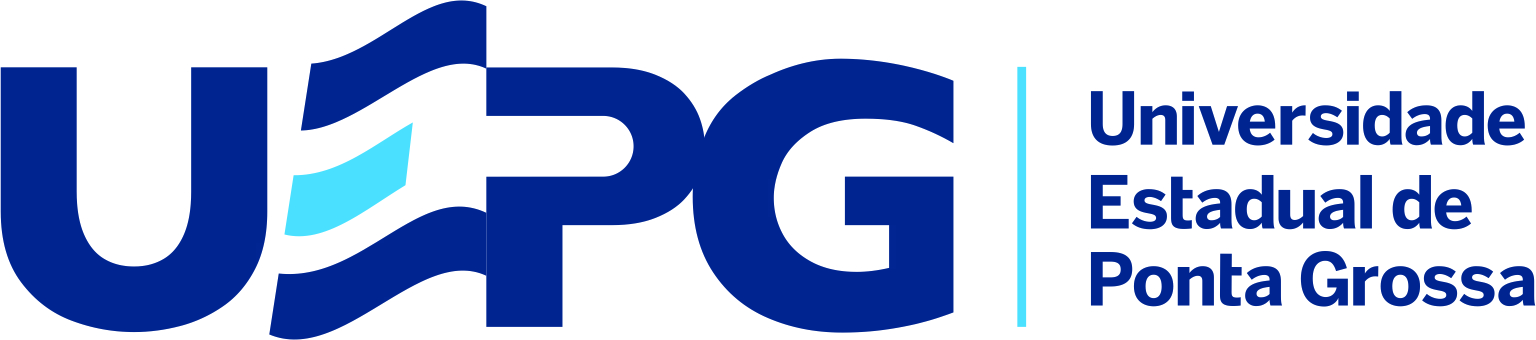 UEPG
Universidade
Estadual de
Ponta Grossa